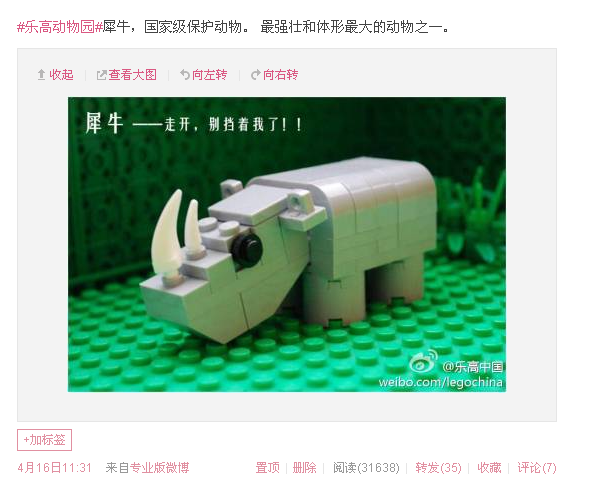 #乐高动物园#犀牛，国家级保护动物。 最强壮和体形最大的动物之一。
收起 查看大图 向左转 向右转
犀牛 ——走开，别挡着我了！！
@乐高中国
weibo.com/legochina
+加标签
4月16日11:31 来自专业版微博 置顶 删除 阅读(31638) 转发(35) 收藏 评论(7)